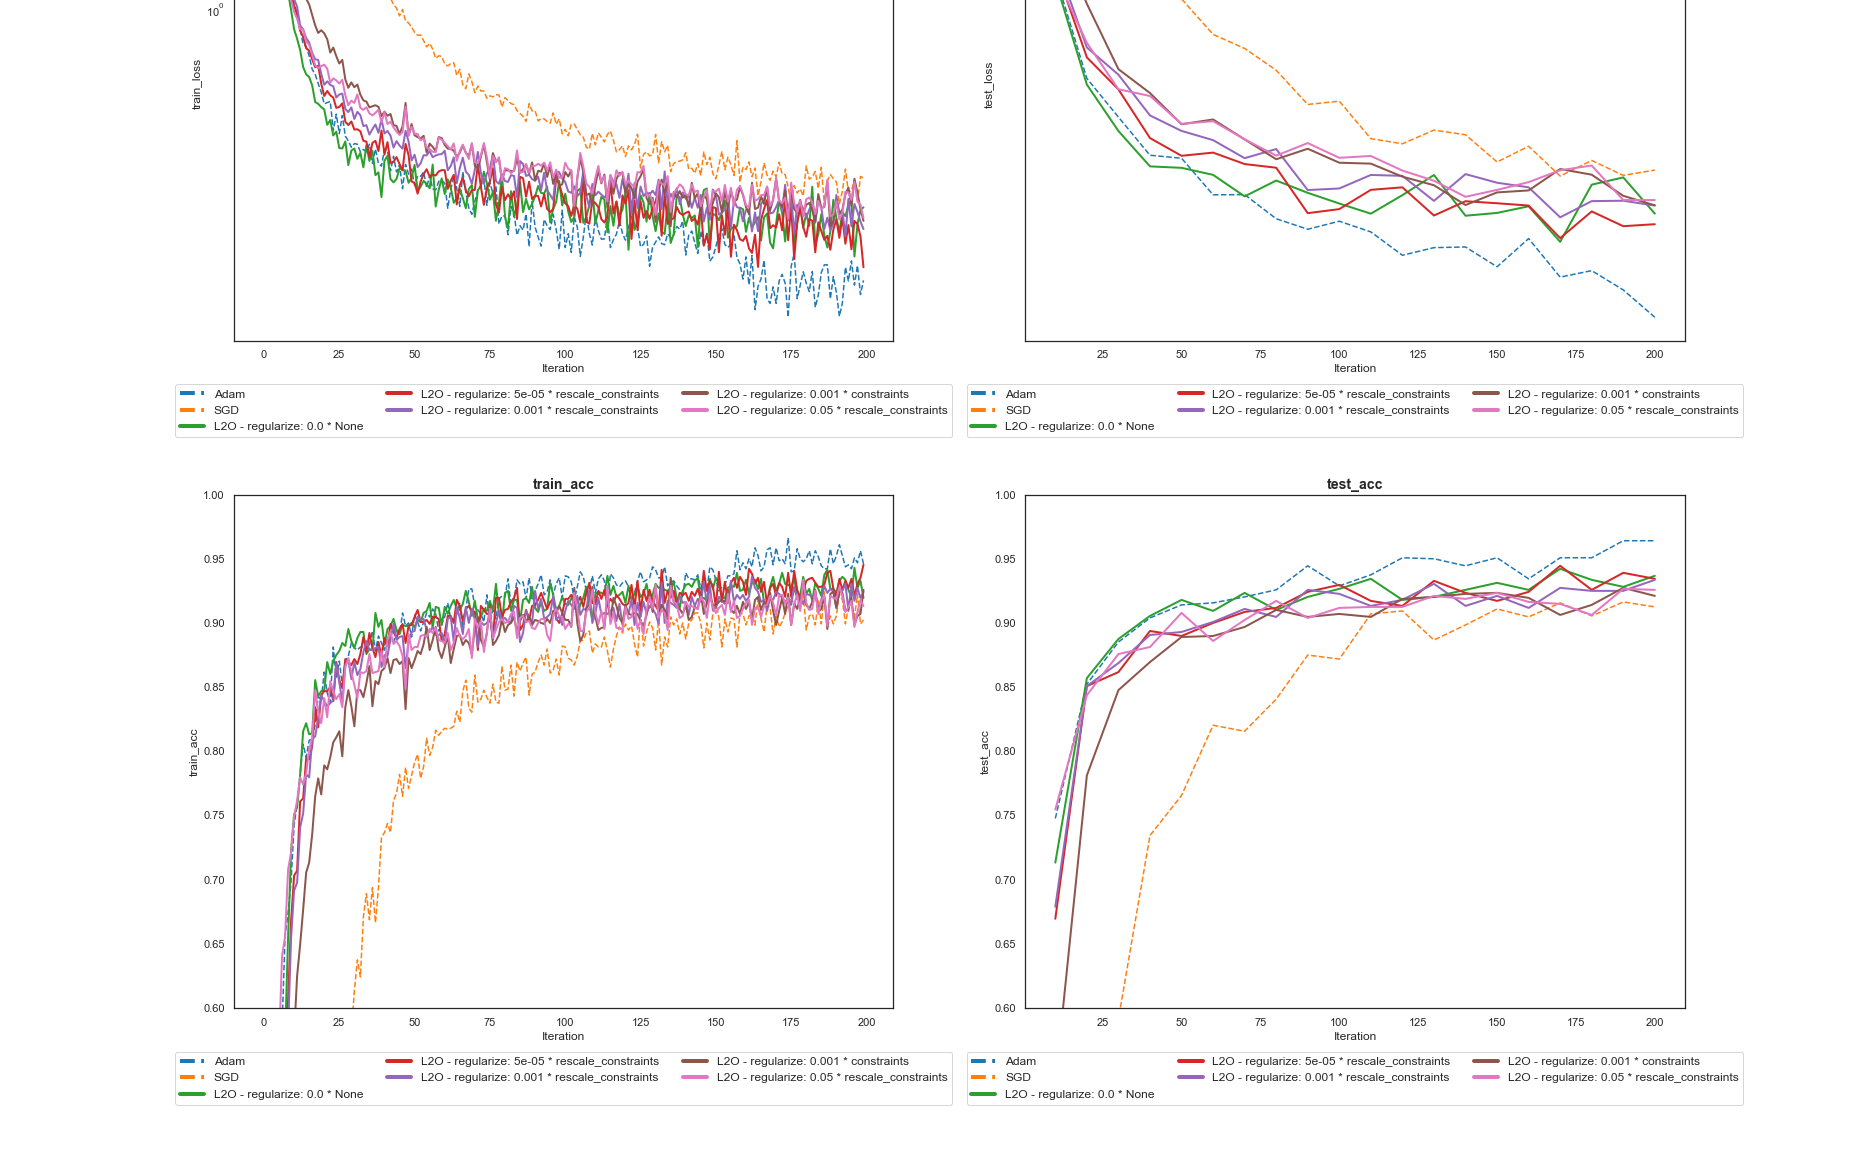 10⁰
train_loss
0 25 50 75 100 125 150 175 200
Iteration
Adam
SGD
L2O - regularize: 0.0 * None
L2O - regularize: 5e-05 * rescale_constraints
L2O - regularize: 0.001 * rescale_constraints
L2O - regularize: 0.001 * constraints
L2O - regularize: 0.05 * rescale_constraints
test_loss
25 50 75 100 125 150 175 200
Iteration
Adam
SGD
L2O - regularize: 0.0 * None
L2O - regularize: 5e-05 * rescale_constraints
L2O - regularize: 0.001 * rescale_constraints
L2O - regularize: 0.001 * constraints
L2O - regularize: 0.05 * rescale_constraints
train_acc
1.00
0.95
0.90
0.85
0.80
0.75
0.70
0.65
0.60
train_acc
0 25 50 75 100 125 150 175 200
Iteration
Adam
SGD
L2O - regularize: 0.0 * None
L2O - regularize: 5e-05 * rescale_constraints
L2O - regularize: 0.001 * rescale_constraints
L2O - regularize: 0.001 * constraints
L2O - regularize: 0.05 * rescale_constraints
test_acc
1.00
0.95
0.90
0.85
0.80
0.75
0.70
0.65
0.60
test_acc
25 50 75 100 125 150 175 200
Iteration
Adam
SGD
L2O - regularize: 0.0 * None
L2O - regularize: 5e-05 * rescale_constraints
L2O - regularize: 0.001 * rescale_constraints
L2O - regularize: 0.001 * constraints
L2O - regularize: 0.05 * rescale_constraints